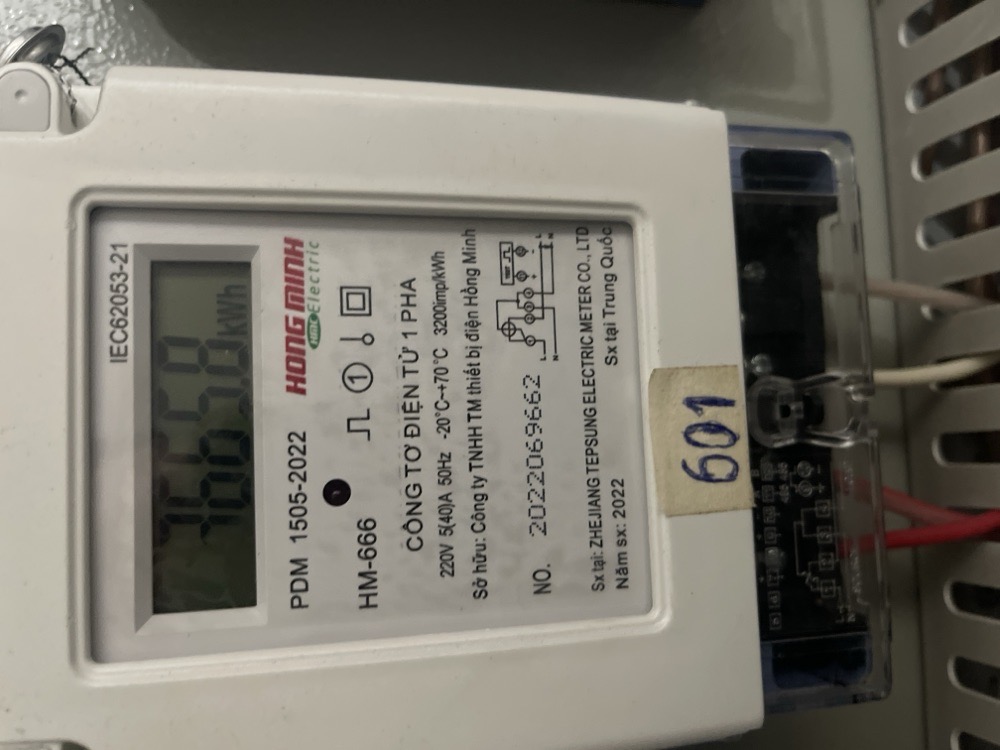 IEC62053-21
kWh
PDM 1505-2022
HONG MINH
HMC Electric
HM-666
1
CÔNG TƠ ĐIỆN TỬ 1 PHA
220V 5(40)A 50Hz -20°C~+70°C 3200imp/kWh
Sở hữu: Công ty TNHH TM thiết bị điện Hồng Minh
NO. 2022069662
Sx tại: ZHEJIANG TEPSUNG ELECTRIC METER CO., LTD
Năm sx: 2022 Sx tại Trung Quốc
601